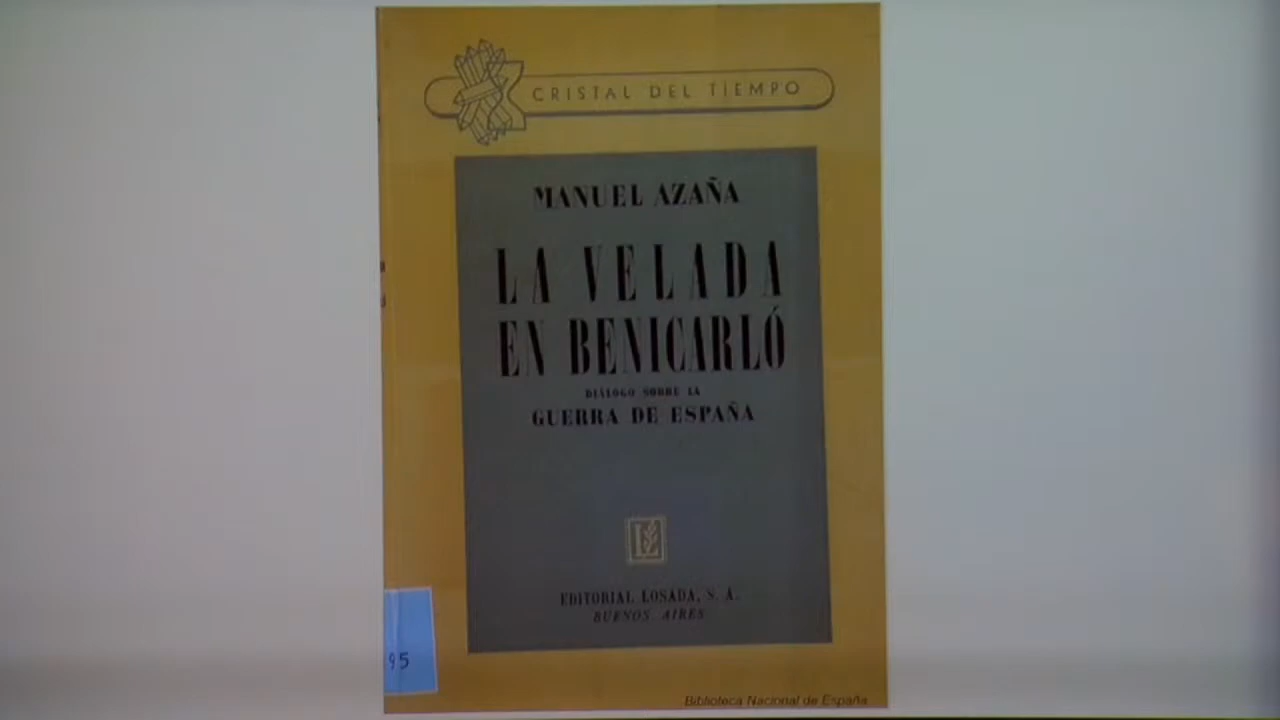 CRISTAL DEL TIEMPO
MANUEL AZAÑA
LA VELADA
EN BENICARLÓ
DIÁLOGO SOBRE LA
GUERRA DE ESPAÑA
EDITORIAL LOSADA, S. A.
BUENOS AIRES
95
Biblioteca Nacional de España